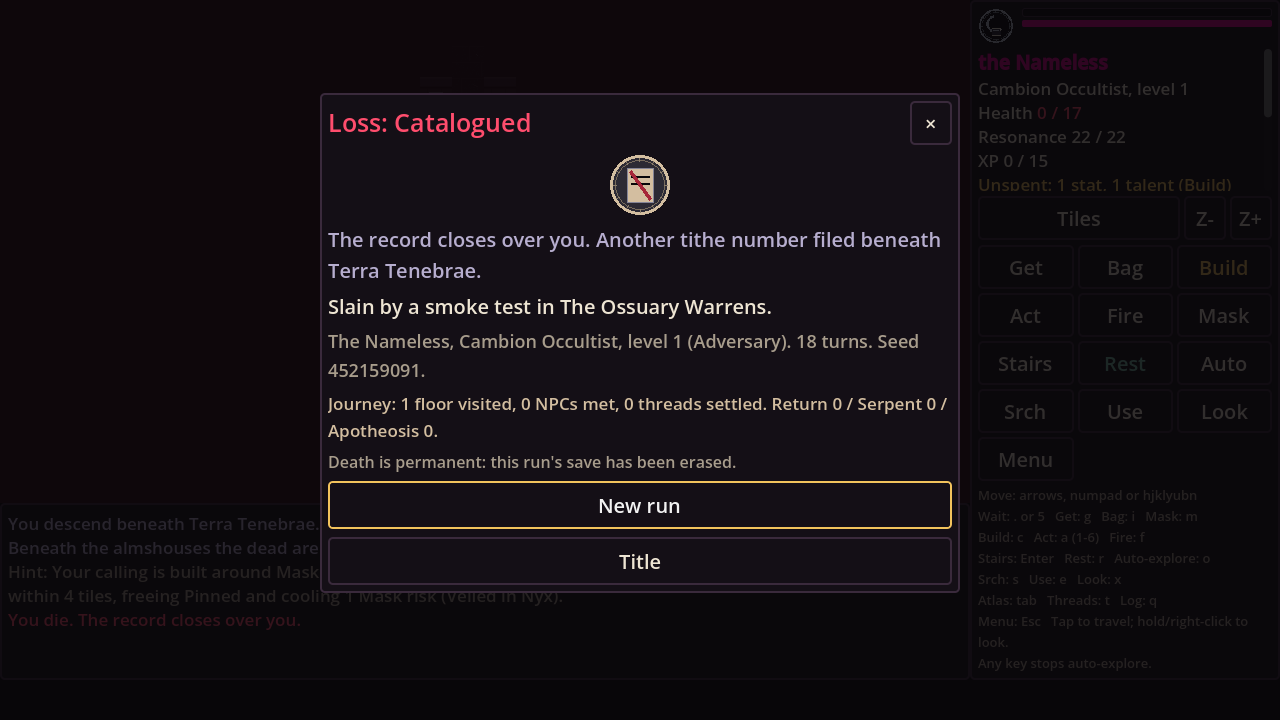 Loss: Catalogued
×
The record closes over you. Another tithe number filed beneath
Terra Tenebrae.
Slain by a smoke test in The Ossuary Warrens.
The Nameless, Cambion Occultist, level 1 (Adversary). 18 turns. Seed
452159091.
Journey: 1 floor visited, 0 NPCs met, 0 threads settled. Return 0 / Serpent 0 /
Apotheosis 0.
Death is permanent: this run's save has been erased.
New run
Title
You descend beneath Terra Tenebrae.
Beneath the almshouses the dead are
Hint: Your calling is built around Mask
within 4 tiles, freeing Pinned and cooling 1 Mask risk (Veiled in Nyx).
You die. The record closes over you.
the Nameless
Cambion Occultist, level 1
Health 0 / 17
Resonance 22 / 22
XP 0 / 15
Unspent: 1 stat, 1 talent (Build)
Tiles Z- Z+
Get Bag Build
Act Fire Mask
Stairs Rest Auto
Srch Use Look
Menu
Move: arrows, numpad or hjklyubn
Wait: . or 5 Get: g Bag: i Mask: m
Build: c Act: a (1-6) Fire: f
Stairs: Enter Rest: r Auto-explore: o
Srch: s Use: e Look: x
Atlas: tab Threads: t Log: q
Menu: Esc Tap to travel; hold/right-click to
look.
Any key stops auto-explore.